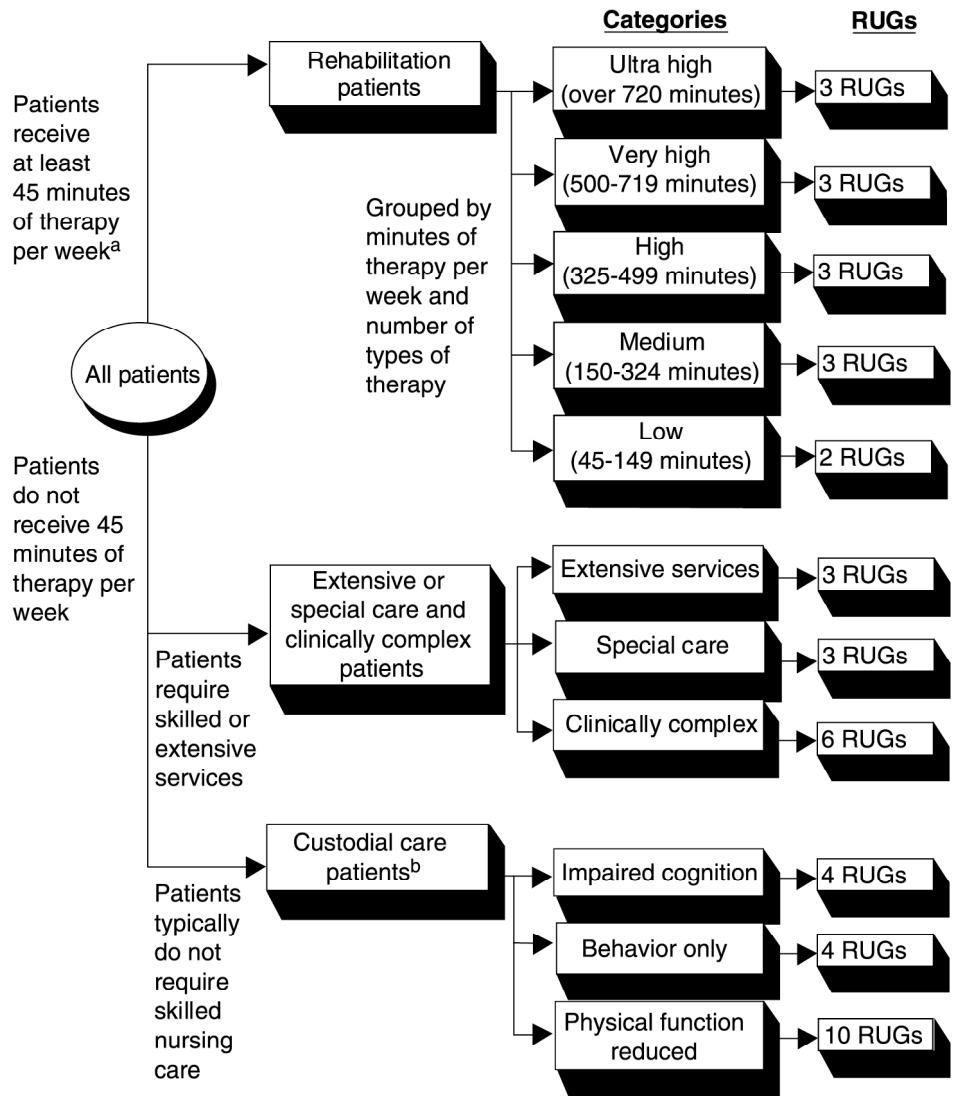 Categories
RUGs
Patients
receive
at least
45 minutes
of therapy
per weeka
All patients
Patients
do not
receive 45
minutes of
therapy per
week
Rehabilitation
patients
Grouped by
minutes of
therapy per
week and
number of
types of
therapy
Ultra high
(over 720 minutes)
3 RUGs
Very high
(500-719 minutes)
3 RUGs
High
(325-499 minutes)
3 RUGs
Medium
(150-324 minutes)
3 RUGs
Low
(45-149 minutes)
2 RUGs
Patients
require
skilled or
extensive
services
Extensive or
special care and
clinically complex
patients
Extensive services
3 RUGs
Special care
3 RUGs
Clinically complex
6 RUGs
Patients
typically
do not
require
skilled
nursing
care
Custodial care
patientsb
Impaired cognition
4 RUGs
Behavior only
4 RUGs
Physical function
reduced
10 RUGs